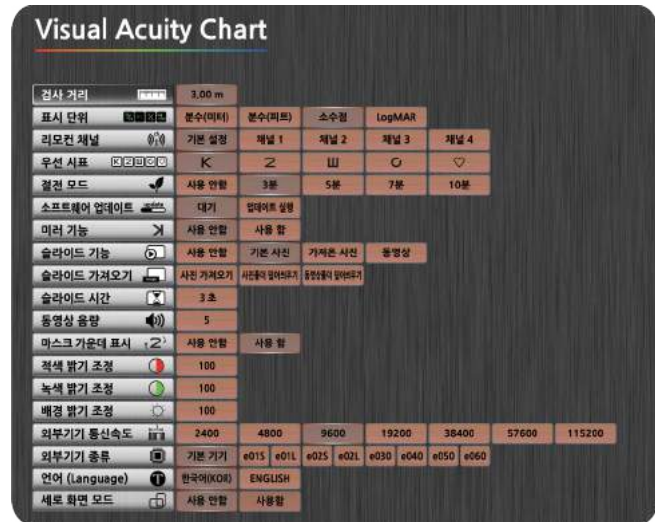 Visual Acuity Chart
검사 거리 3.00 m
표시 단위 분수(미터) 분수(피트) 소수점 LogMAR
리모컨 채널 기본 설정 채널 1 채널 2 채널 3 채널 4
우선 시표 K Z Ш C ♡
절전 모드 사용 안함 3분 5분 7분 10분
소프트웨어 업데이트 대기 업데이트 실행
미러 기능 사용 안함 사용 함
슬라이드 기능 사용 안함 기본 사진 가져온 사진 동영상
슬라이드 가져오기 사진 가져오기
슬라이드 시간 3 초
동영상 음량 5
마스크 가운데 표시 사용 안함 사용 함
적색 밝기 조정 100
녹색 밝기 조정 100
배경 밝기 조정 100
외부기기 통신속도 2400 4800 9600 19200 38400 57600 115200
외부기기 종류 기본 기기 e01S e01L e02S e02L e030 e040 e050 e060
언어 (Language) 한국어(KOR) ENGLISH
세로 화면 모드 사용 안함 사용함